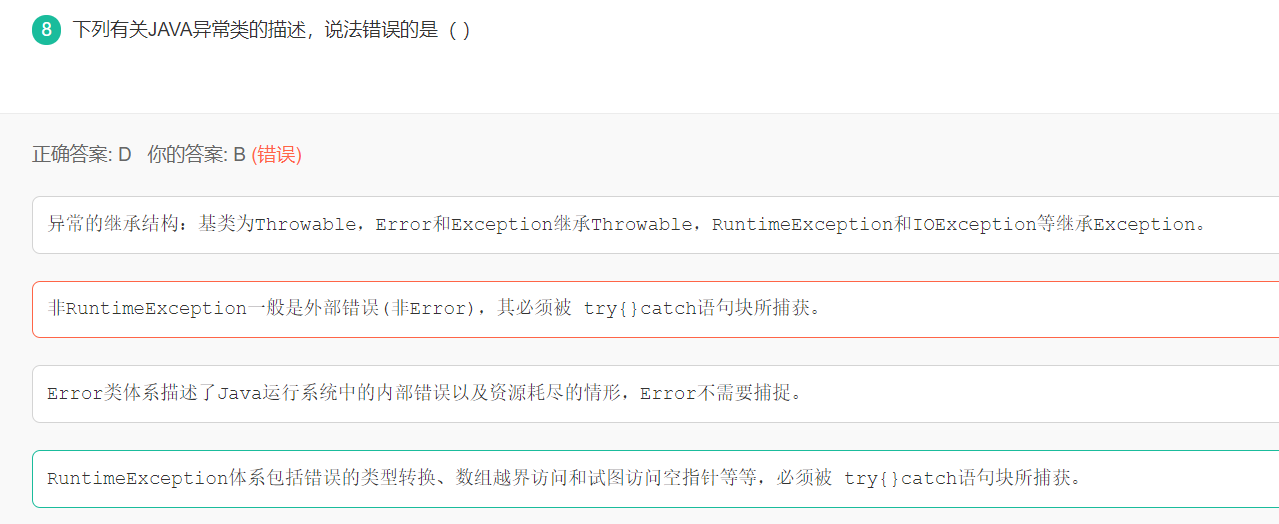 8 下列有关JAVA异常类的描述，说法错误的是（ ）
正确答案: D 你的答案: B (错误)
异常的继承结构：基类为Throwable，Error和Exception继承Throwable，RuntimeException和IOException等继承Exception。
非RuntimeException一般是外部错误(非Error)，其必须被 try{}catch语句块所捕获。
Error类体系描述了Java运行系统中的内部错误以及资源耗尽的情形，Error不需要捕捉。
RuntimeException体系包括错误的类型转换、数组越界访问和试图访问空指针等等，必须被 try{}catch语句块所捕获。